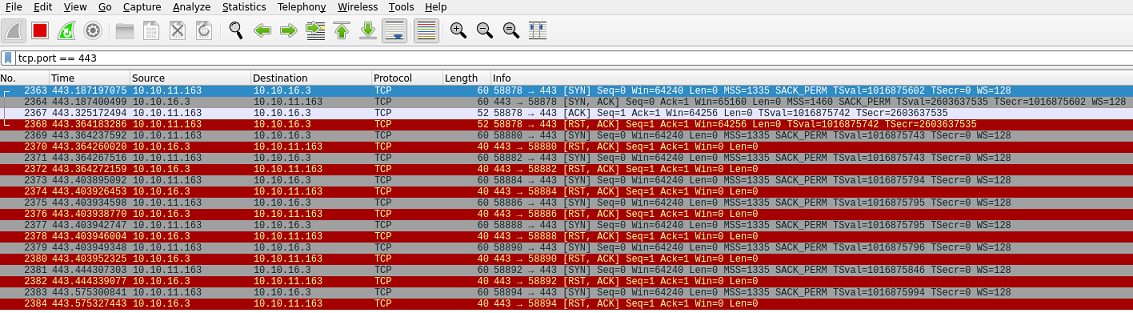 File Edit View Go Capture Analyze Statistics Telephony Wireless Tools Help
tcp.port == 443
No. Time Source Destination Protocol Length Info
2363 443.187197075 10.10.11.163 10.10.16.3 TCP 60 58878 → 443 [SYN] Seq=0 Win=64240 Len=0 MSS=1335 SACK_PERM TSval=1016875602 TSecr=0 WS=128
2364 443.187400499 10.10.16.3 10.10.11.163 TCP 60 443 → 58878 [SYN, ACK] Seq=0 Ack=1 Win=65160 Len=0 MSS=1460 SACK_PERM TSval=2603637535 TSecr=1016875602 WS=128
2367 443.325172494 10.10.11.163 10.10.16.3 TCP 52 58878 → 443 [ACK] Seq=1 Ack=1 Win=64256 Len=0 TSval=1016875742 TSecr=2603637535
2368 443.364183286 10.10.11.163 10.10.16.3 TCP 52 58878 → 443 [RST, ACK] Seq=1 Ack=1 Win=64256 Len=0 TSval=1016875742 TSecr=2603637535
2369 443.364237592 10.10.11.163 10.10.16.3 TCP 60 58880 → 443 [SYN] Seq=0 Win=64240 Len=0 MSS=1335 SACK_PERM TSval=1016875743 TSecr=0 WS=128
2370 443.364260020 10.10.16.3 10.10.11.163 TCP 40 443 → 58880 [RST, ACK] Seq=1 Ack=1 Win=0 Len=0
2371 443.364267516 10.10.11.163 10.10.16.3 TCP 60 58882 → 443 [SYN] Seq=0 Win=64240 Len=0 MSS=1335 SACK_PERM TSval=1016875743 TSecr=0 WS=128
2372 443.364272159 10.10.16.3 10.10.11.163 TCP 40 443 → 58882 [RST, ACK] Seq=1 Ack=1 Win=0 Len=0
2373 443.403895092 10.10.11.163 10.10.16.3 TCP 60 58884 → 443 [SYN] Seq=0 Win=64240 Len=0 MSS=1335 SACK_PERM TSval=1016875794 TSecr=0 WS=128
2374 443.403926453 10.10.16.3 10.10.11.163 TCP 40 443 → 58884 [RST, ACK] Seq=1 Ack=1 Win=0 Len=0
2375 443.403934598 10.10.11.163 10.10.16.3 TCP 60 58886 → 443 [SYN] Seq=0 Win=64240 Len=0 MSS=1335 SACK_PERM TSval=1016875795 TSecr=0 WS=128
2376 443.403938770 10.10.16.3 10.10.11.163 TCP 40 443 → 58886 [RST, ACK] Seq=1 Ack=1 Win=0 Len=0
2377 443.403942747 10.10.11.163 10.10.16.3 TCP 60 58888 → 443 [SYN] Seq=0 Win=64240 Len=0 MSS=1335 SACK_PERM TSval=1016875795 TSecr=0 WS=128
2378 443.403946004 10.10.16.3 10.10.11.163 TCP 40 443 → 58888 [RST, ACK] Seq=1 Ack=1 Win=0 Len=0
2379 443.403949348 10.10.11.163 10.10.16.3 TCP 60 58890 → 443 [SYN] Seq=0 Win=64240 Len=0 MSS=1335 SACK_PERM TSval=1016875796 TSecr=0 WS=128
2380 443.403952325 10.10.16.3 10.10.11.163 TCP 40 443 → 58890 [RST, ACK] Seq=1 Ack=1 Win=0 Len=0
2381 443.444307303 10.10.11.163 10.10.16.3 TCP 60 58892 → 443 [SYN] Seq=0 Win=64240 Len=0 MSS=1335 SACK_PERM TSval=1016875846 TSecr=0 WS=128
2382 443.444339077 10.10.16.3 10.10.11.163 TCP 40 443 → 58892 [RST, ACK] Seq=1 Ack=1 Win=0 Len=0
2383 443.575300841 10.10.11.163 10.10.16.3 TCP 60 58894 → 443 [SYN] Seq=0 Win=64240 Len=0 MSS=1335 SACK_PERM TSval=1016875994 TSecr=0 WS=128
2384 443.575327443 10.10.16.3 10.10.11.163 TCP 40 443 → 58894 [RST, ACK] Seq=1 Ack=1 Win=0 Len=0